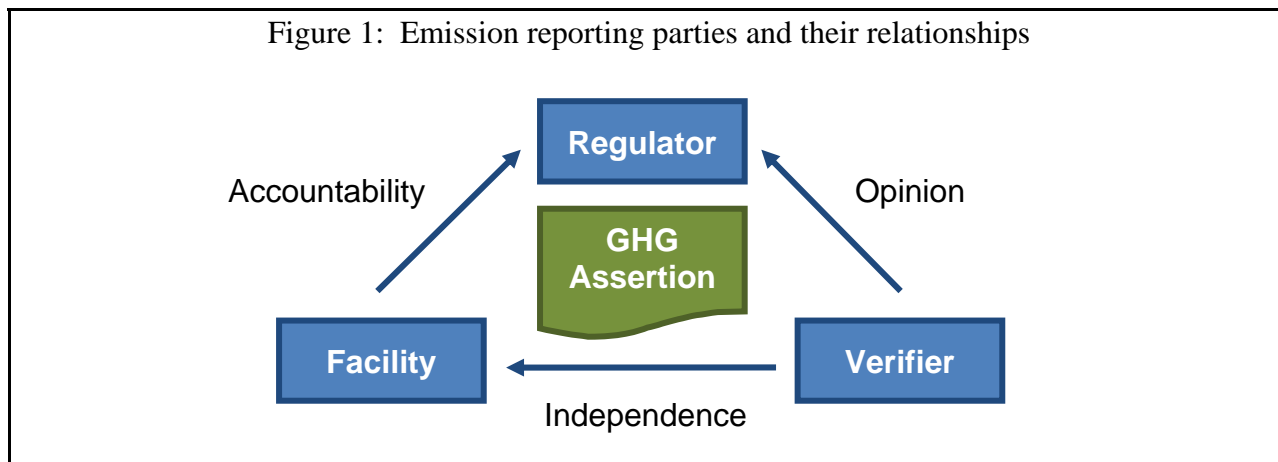 Figure 1:  Emission reporting parties and their relationships
Regulator
Accountability
Opinion
GHG
Assertion
Facility
Verifier
Independence